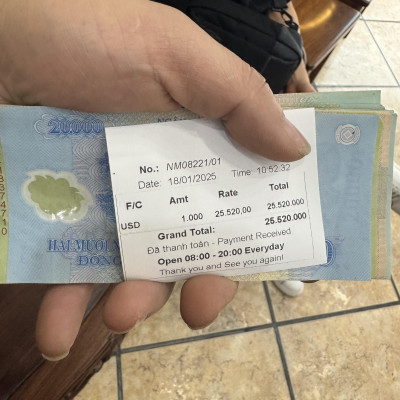 20.000
No.: NM08221/01
Date: 18/01/2025 Time 10:52:32
F/C Amt Rate Total
USD 1.000 25.520,00 25.520.000
Grand Total: 25.520.000
Đã thanh toán - Payment Received
Open 08:00 - 20:00 Everyday
Thank you and See you again!
HAI MƯƠI
ĐỒNG